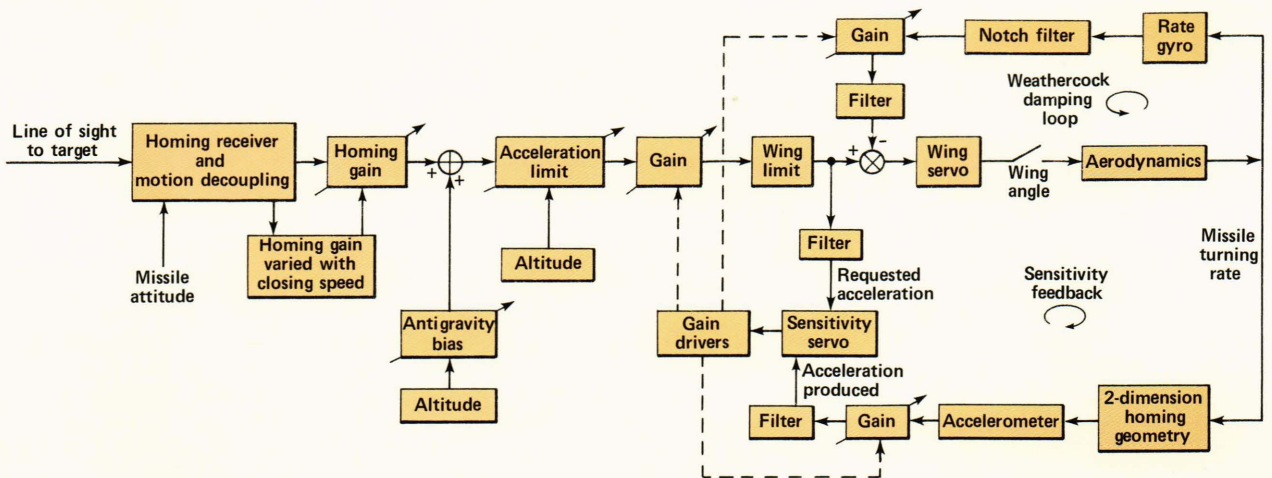 Line of sight
to target
Homing receiver
and
motion decoupling
Missile
attitude
Homing
gain
Homing gain
varied with
closing speed
+
+
Antigravity
bias
Altitude
Acceleration
limit
Altitude
Gain
Wing
limit
+
-
Gain
Notch filter
Rate
gyro
Filter
Weathercock
damping
loop
Wing
servo
Wing
angle
Aerodynamics
Filter
Requested
acceleration
Missile
turning
rate
Sensitivity
feedback
Gain
drivers
Sensitivity
servo
Acceleration
produced
Filter
Gain
Accelerometer
2-dimension
homing
geometry